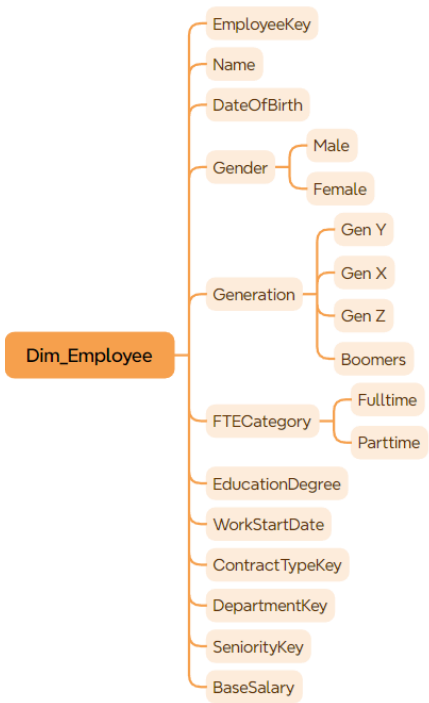 EmployeeKey
Name
DateOfBirth
Gender
Male
Female
Generation
Gen Y
Gen X
Gen Z
Boomers
Dim_Employee
FTECategory
Fulltime
Parttime
EducationDegree
WorkStartDate
ContractTypeKey
DepartmentKey
SeniorityKey
BaseSalary